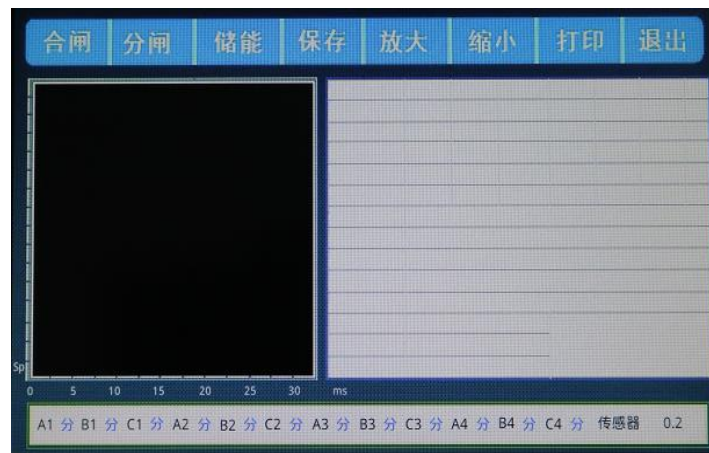 合闸 分闸 储能 保存 放大 缩小 打印 退出
Sp
0 5 10 15 20 25 30 ms
A1 分 B1 分 C1 分 A2 分 B2 分 C2 分 A3 分 B3 分 C3 分 A4 分 B4 分 C4 分 传感器 0.2